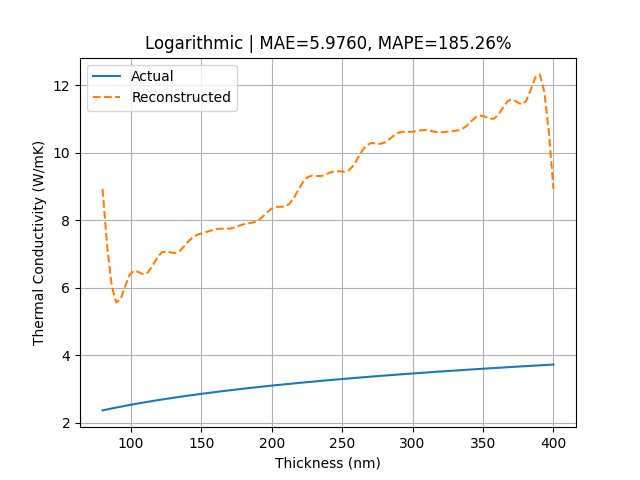 Logarithmic | MAE=5.9760, MAPE=185.26%
Actual
Reconstructed
Thermal Conductivity (W/mK)
12
10
8
6
4
2
100 150 200 250 300 350 400
Thickness (nm)